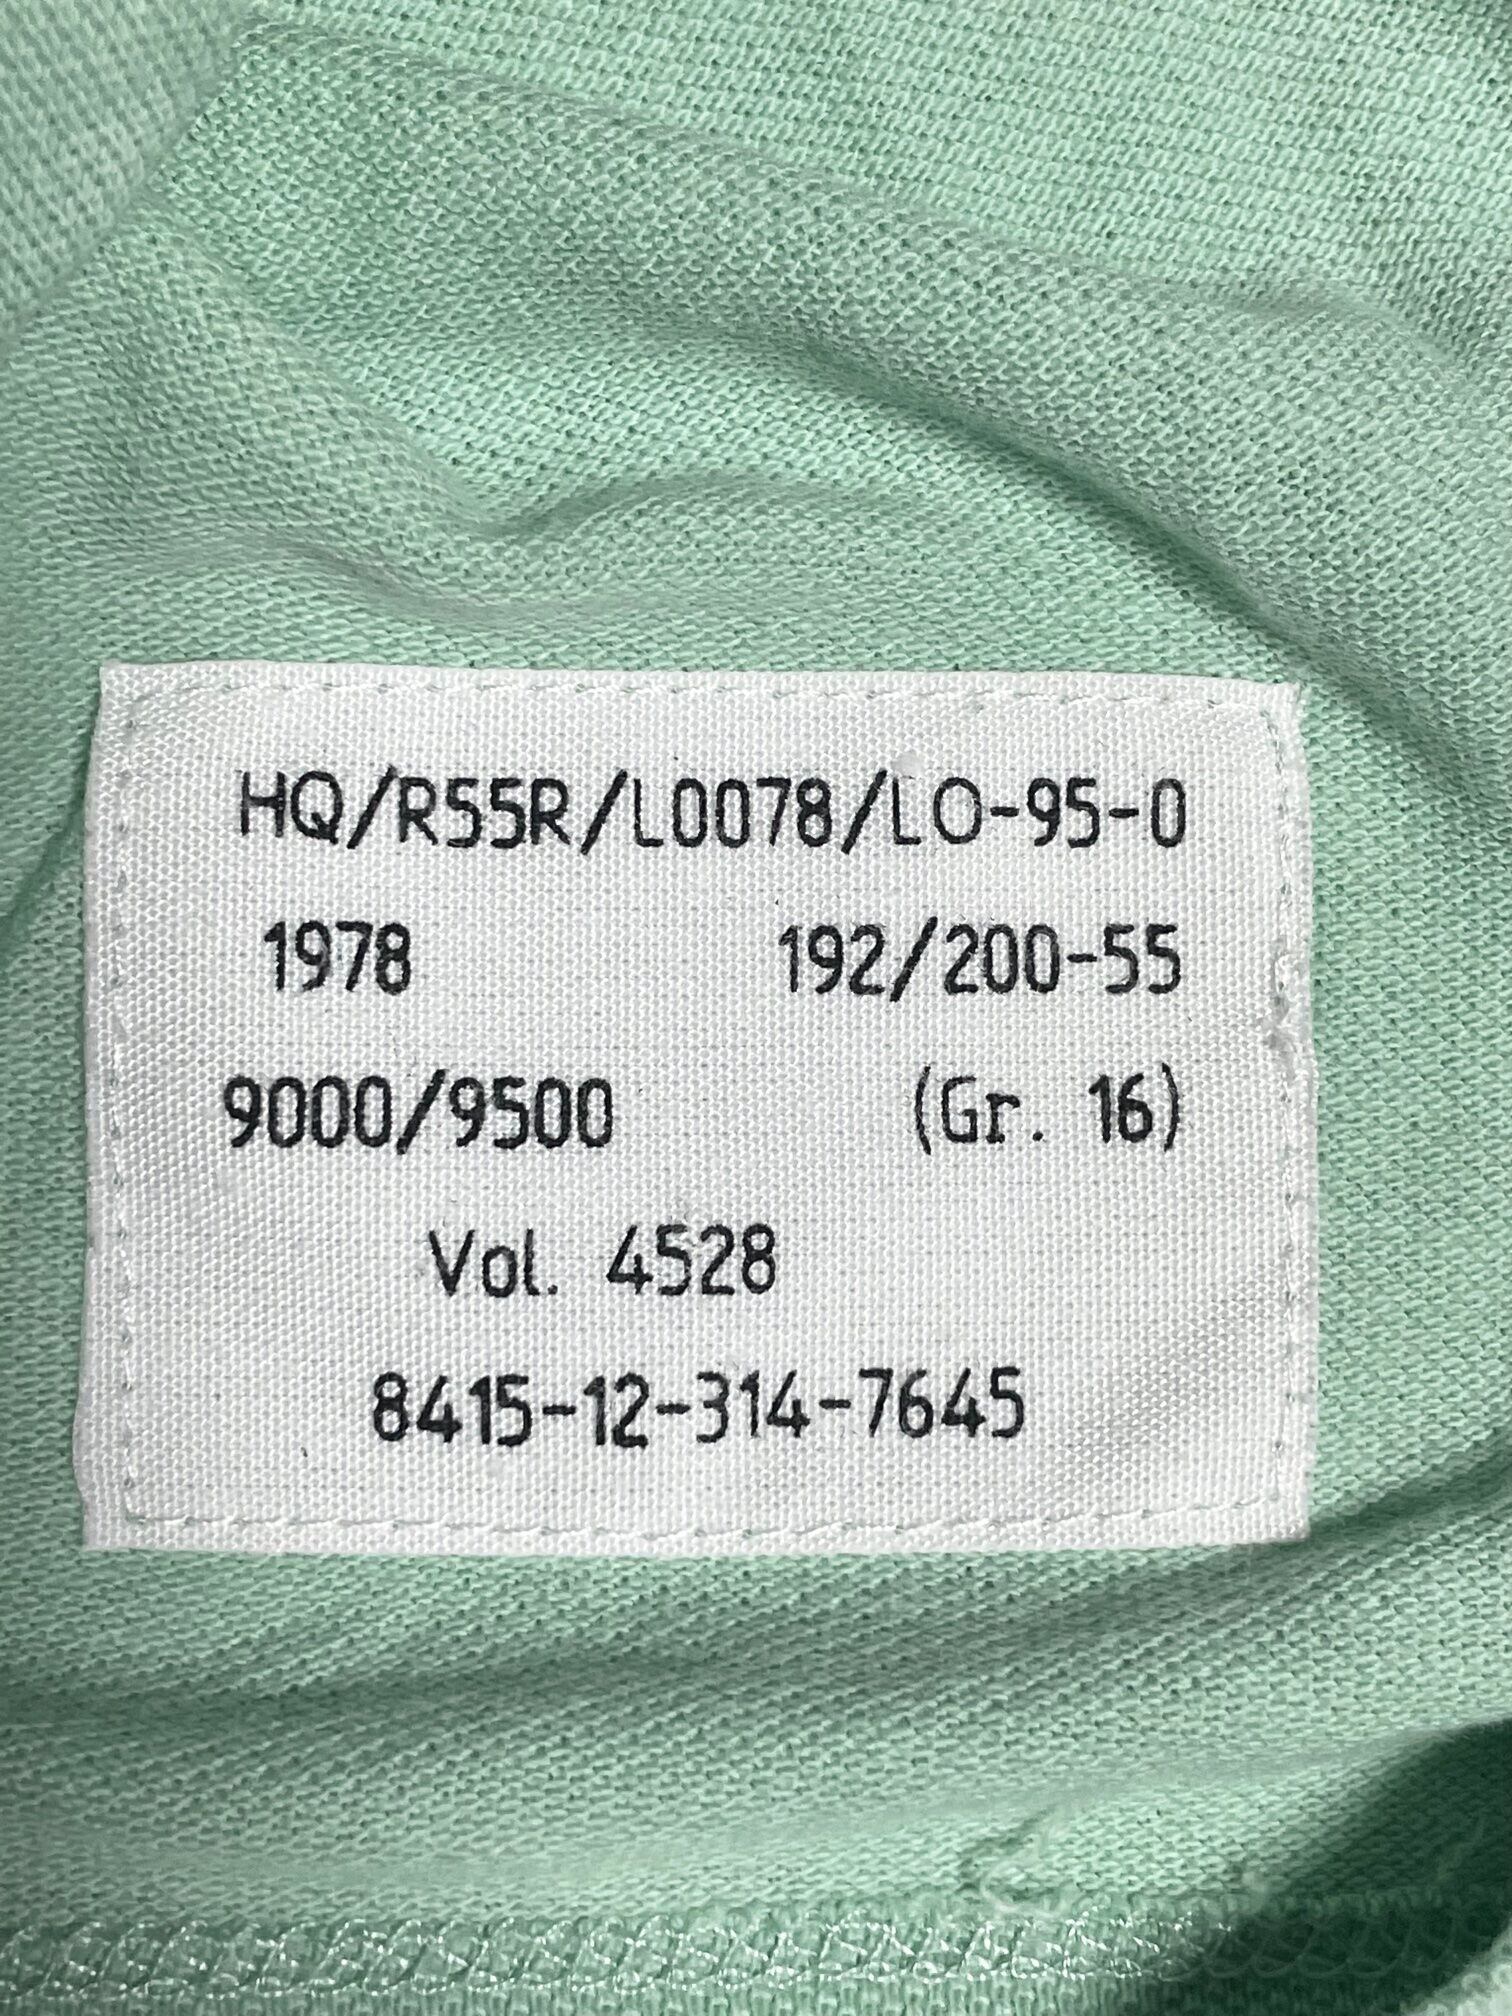 HQ/R55R/L0078/LO-95-0
1978 192/200-55
9000/9500 (Gr. 16)
Vol. 4528
8415-12-314-7645